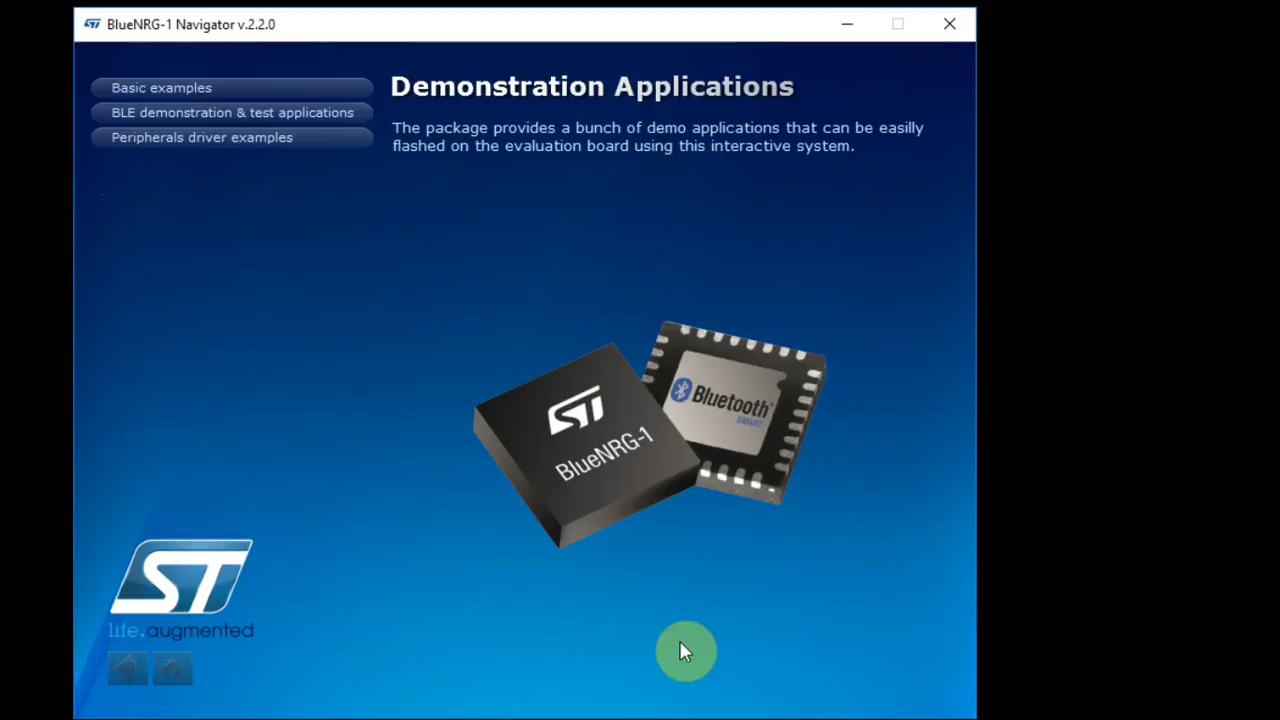 BlueNRG-1 Navigator v.2.2.0
Basic examples
BLE demonstration & test applications
Peripherals driver examples
Demonstration Applications
The package provides a bunch of demo applications that can be easilly
flashed on the evaluation board using this interactive system.
ST
BlueNRG-1
Bluetooth
SMART
ST
life.augmented